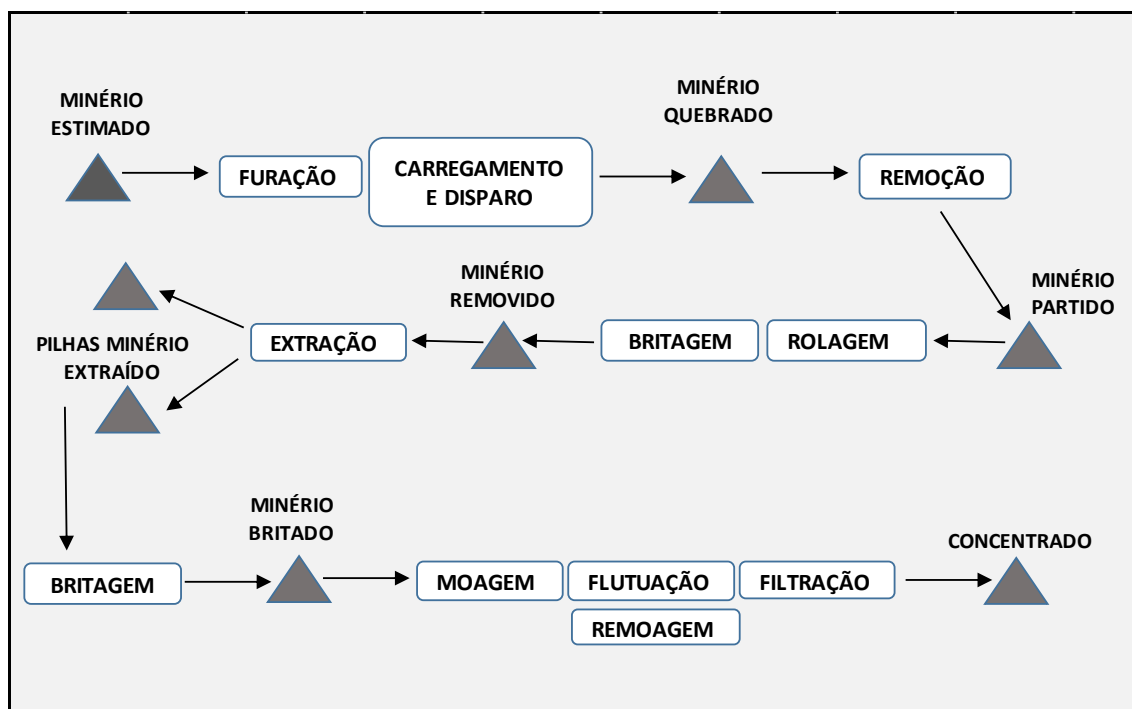 MINÉRIO
ESTIMADO
FURAÇÃO
CARREGAMENTO
E DISPARO
MINÉRIO
QUEBRADO
REMOÇÃO
MINÉRIO
PARTIDO
ROLAGEM
BRITAGEM
MINÉRIO
REMOVIDO
EXTRAÇÃO
PILHAS MINÉRIO
EXTRAÍDO
BRITAGEM
MINÉRIO
BRITADO
MOAGEM
FLUTUAÇÃO
REMOAGEM
FILTRAÇÃO
CONCENTRADO